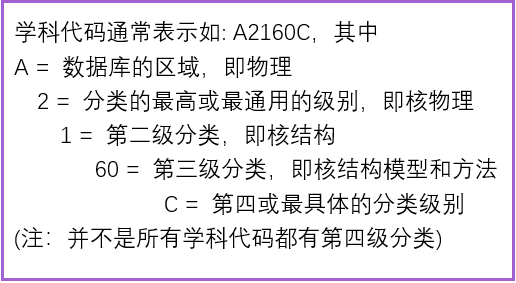 学科代码通常表示如: A2160C，其中
A = 数据库的区域，即物理
2 = 分类的最高或最通用的级别，即核物理
1 = 第二级分类，即核结构
60 = 第三级分类，即核结构模型和方法
C = 第四或最具体的分类级别
(注：并不是所有学科代码都有第四级分类)